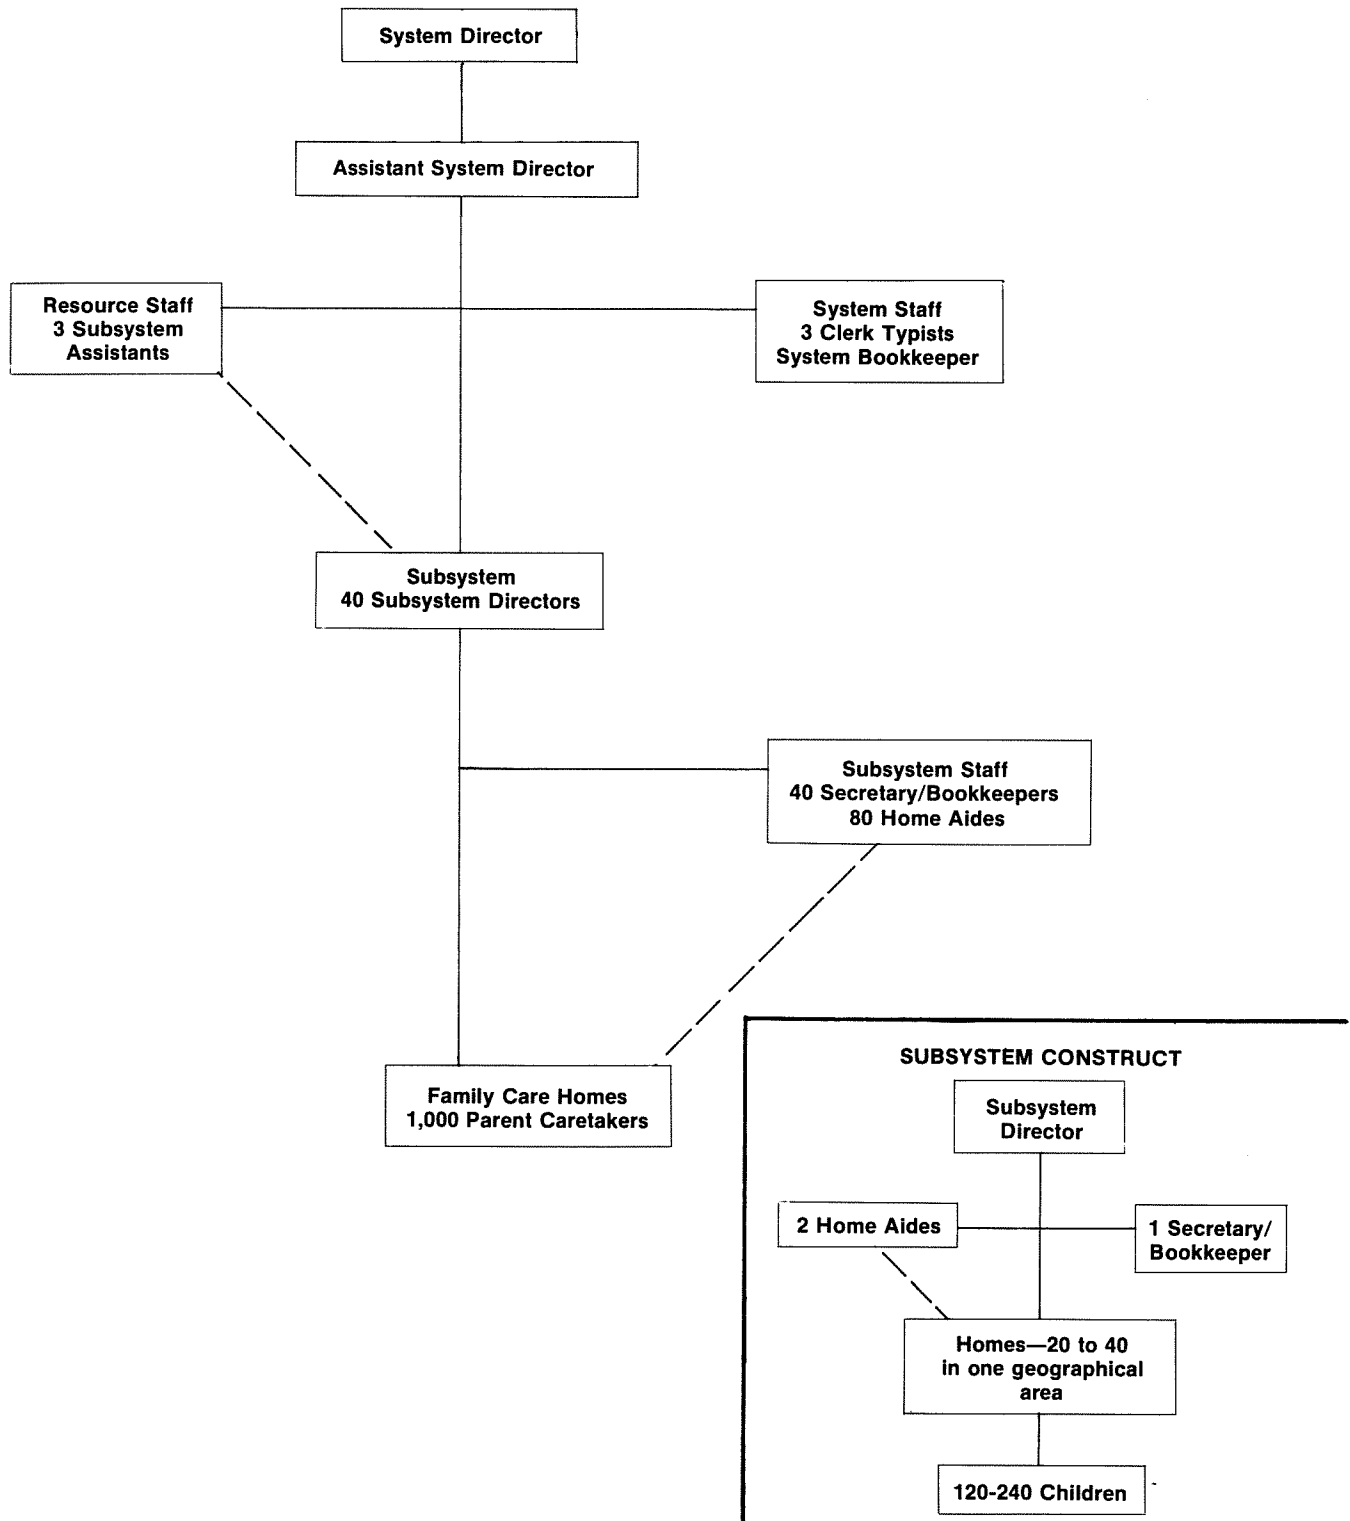 System Director
Assistant System Director
Resource Staff
3 Subsystem
Assistants
System Staff
3 Clerk Typists
System Bookkeeper
Subsystem
40 Subsystem Directors
Subsystem Staff
40 Secretary/Bookkeepers
80 Home Aides
Family Care Homes
1,000 Parent Caretakers
SUBSYSTEM CONSTRUCT
Subsystem
Director
2 Home Aides
1 Secretary/
Bookkeeper
Homes—20 to 40
in one geographical
area
120-240 Children